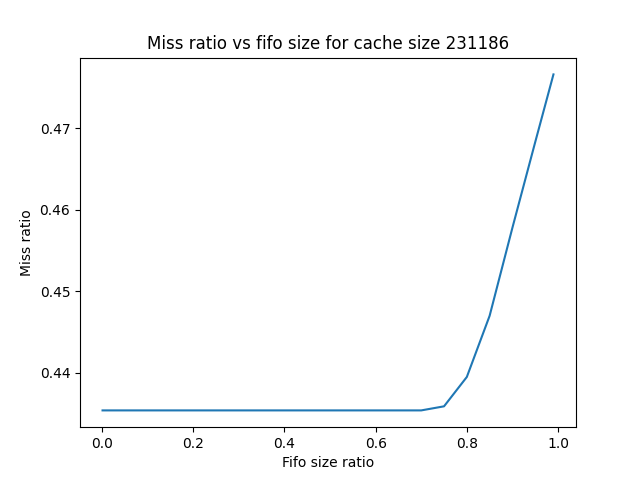 Miss ratio vs fifo size for cache size 231186
0.47
0.46
0.45
0.44
Miss ratio
0.0 0.2 0.4 0.6 0.8 1.0
Fifo size ratio